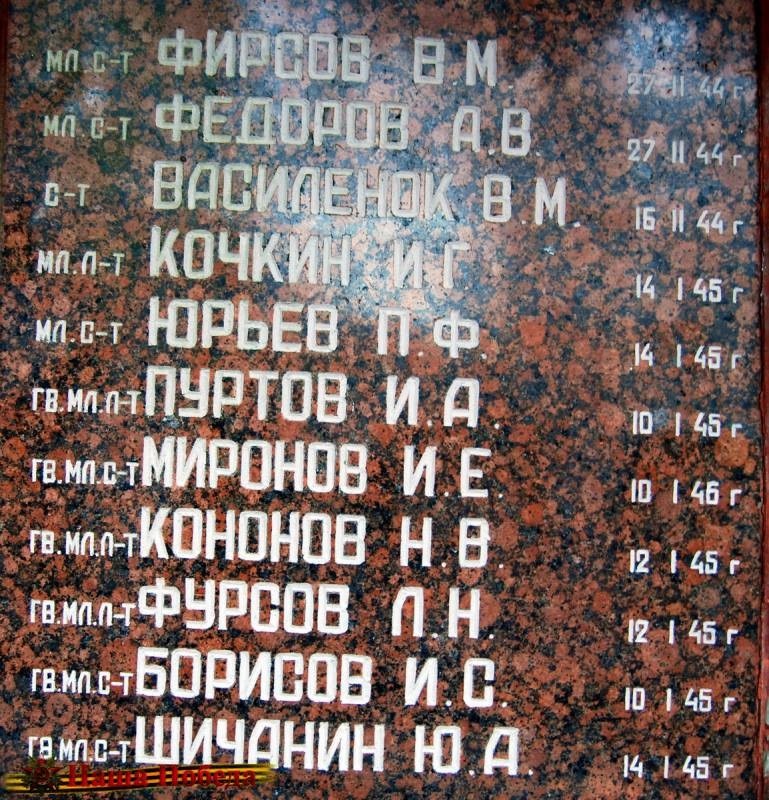 МЛ.С-Т ФИРСОВ В.М. 27 II 44 г
МЛ.С-Т ФЕДОРОВ А.В. 27 II 44 г
С-Т ВАСИЛЕНОК В.М. 16 II 44 г
МЛ.Л-Т КОЧКИН И.Г 14 I 45 г
МЛ.С-Т ЮРЬЕВ П.Ф. 14 I 45 г
ГВ.МЛ.Л-Т ПУРТОВ И.А. 10 I 45 г
ГВ.МЛ.С-Т МИРОНОВ И.Е. 10 I 46 г
ГВ.МЛ.Л-Т КОНОНОВ Н.В. 12 I 45 г
ГВ.МЛ.Л-Т ФУРСОВ Л.Н. 12 I 45 г
ГВ.МЛ.С-Т БОРИСОВ И.С. 10 I 45 г
ГВ.МЛ.С-Т ШИЧАНИН Ю.А. 14 I 45 г
Наша Победа